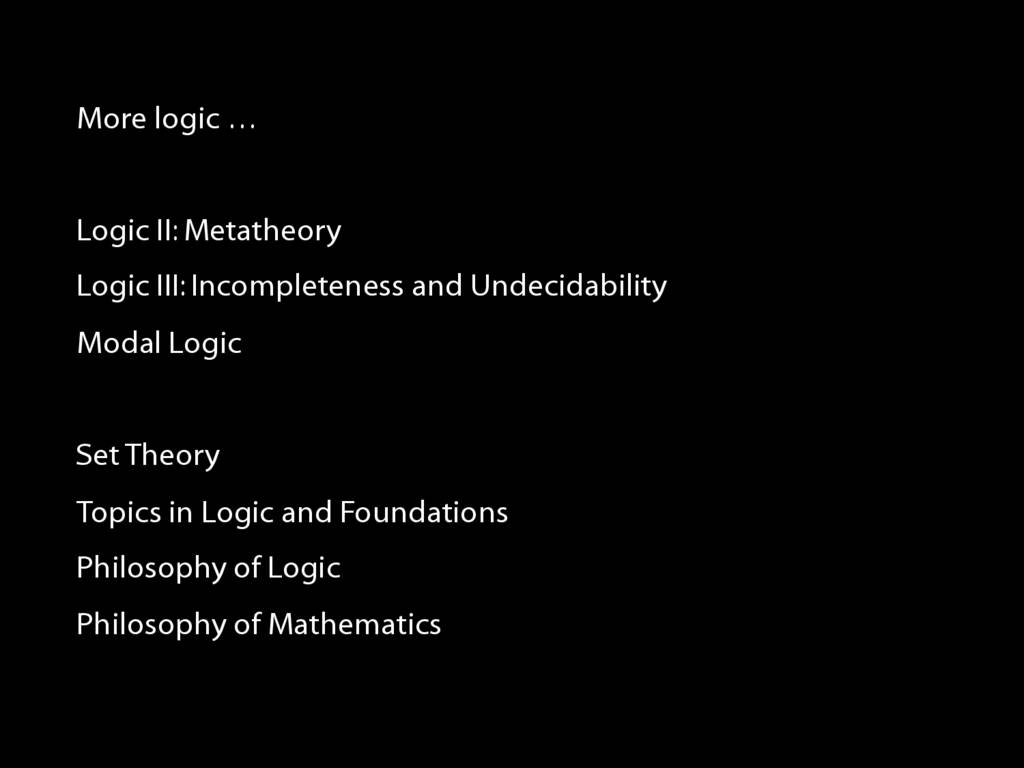 More logic …
Logic II: Metatheory
Logic III: Incompleteness and Undecidability
Modal Logic
Set Theory
Topics in Logic and Foundations
Philosophy of Logic
Philosophy of Mathematics